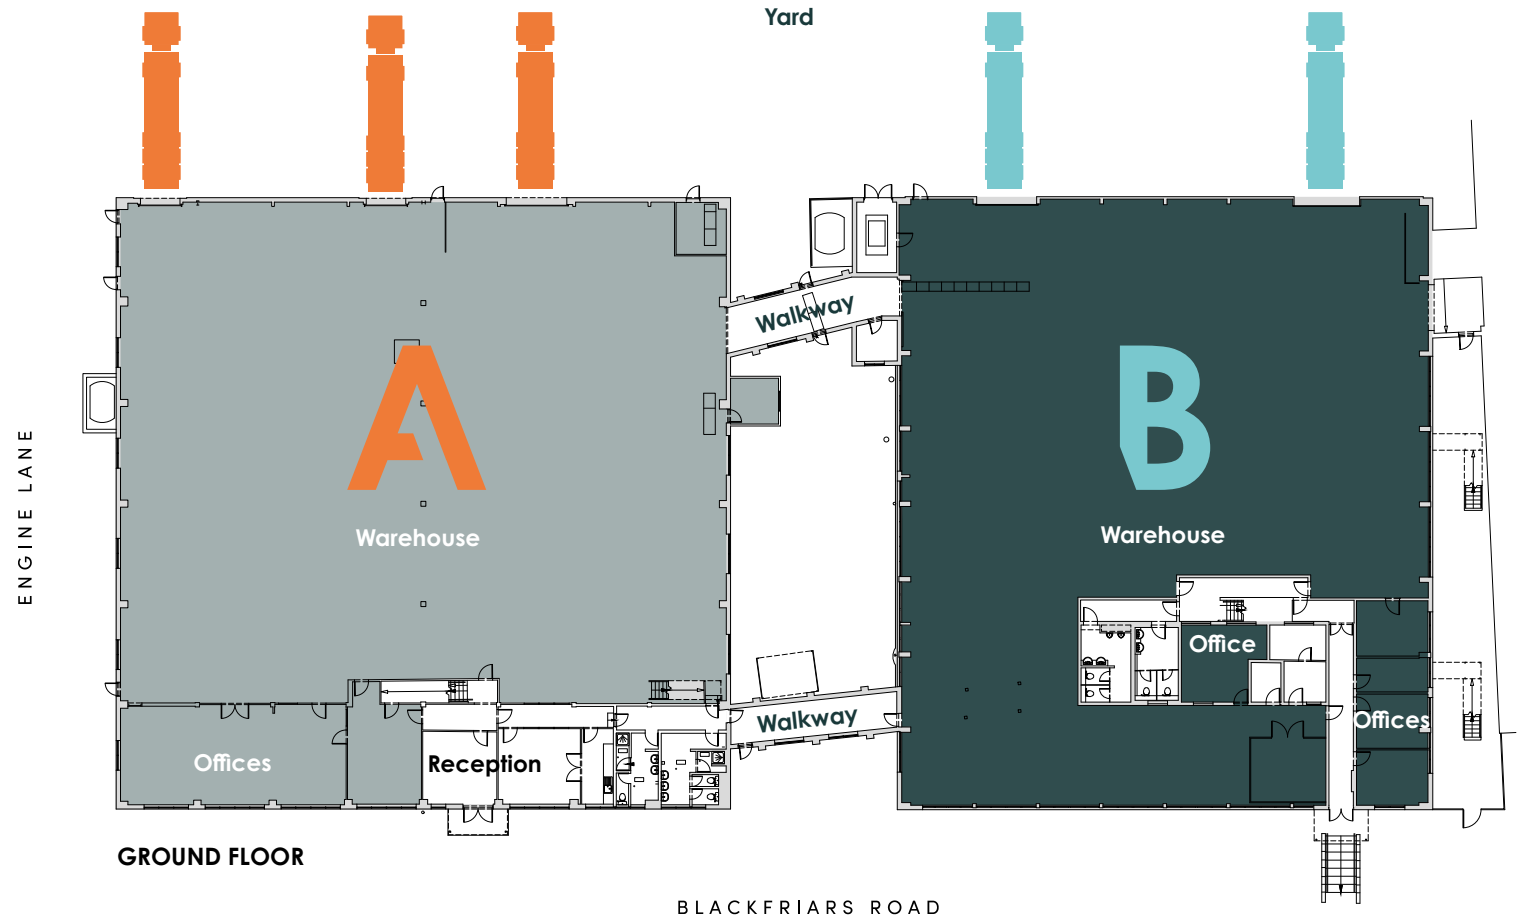 Yard
Walkway
A
B
ENGINE LANE
Warehouse
Warehouse
Office
Offices
Walkway
Offices
Reception
GROUND FLOOR
BLACKFRIARS ROAD